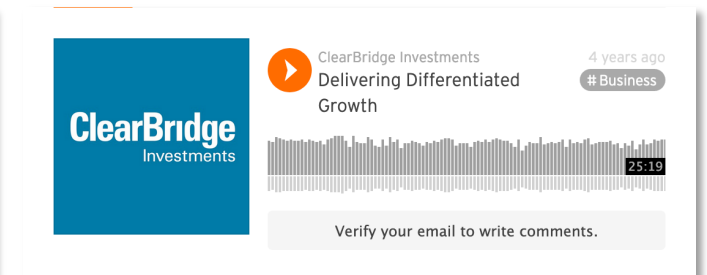 ClearBridge
Investments
ClearBridge Investments
4 years ago
Delivering Differentiated
Growth
# Business
25:19
Verify your email to write comments.